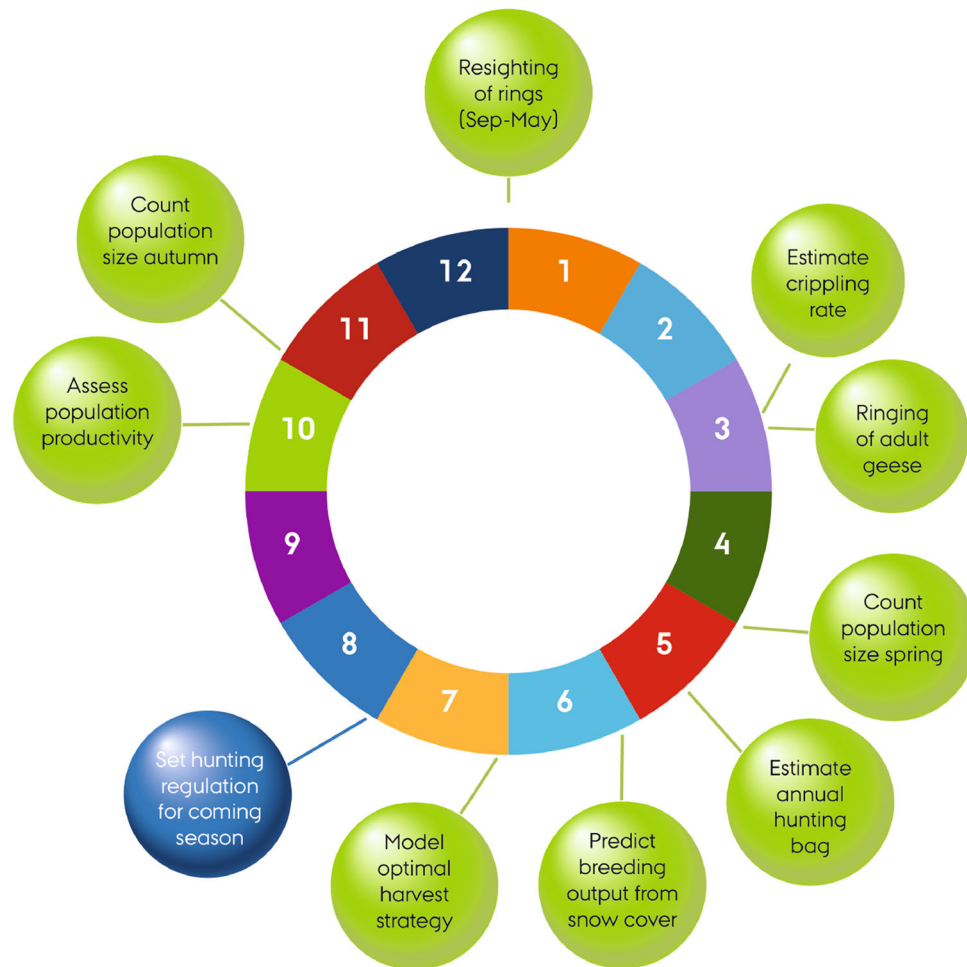 Resighting
of rings
(Sep-May)
Count
population
size autumn
Estimate
crippling
rate
Assess
population
productivity
Ringing
of adult
geese
Count
population
size spring
Estimate
annual
hunting
bag
Predict
breeding
output from
snow cover
Model
optimal
harvest
strategy
Set hunting
regulation
for coming
season
1
2
3
4
5
6
7
8
9
10
11
12